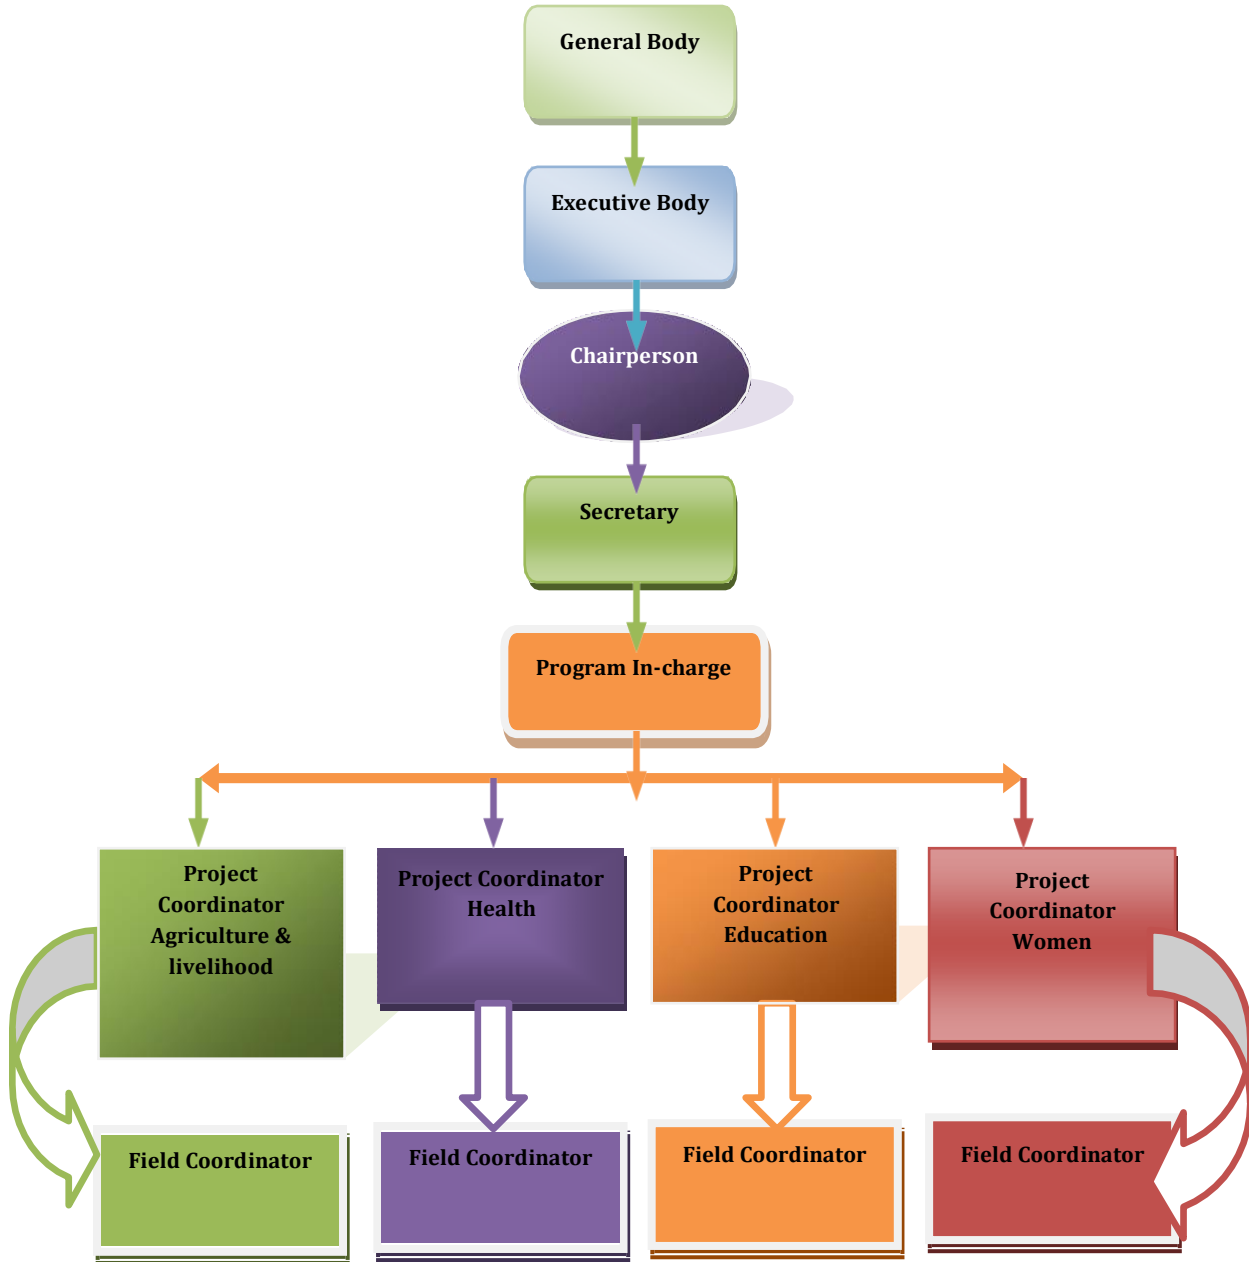 General Body
Executive Body
Chairperson
Secretary
Program In-charge
Project
Coordinator
Agriculture &
livelihood
Project Coordinator
Health
Project
Coordinator
Education
Project
Coordinator
Women
Field Coordinator
Field Coordinator
Field Coordinator
Field Coordinator